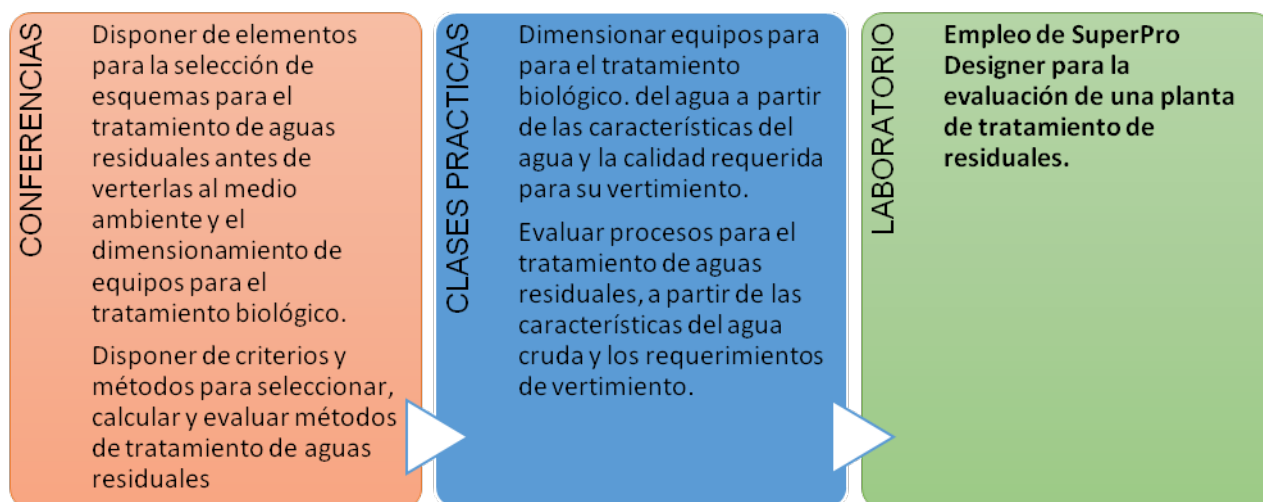 CONFERENCIAS
Disponer de elementos
para la selección de
esquemas para el
tratamiento de aguas
residuales antes de
verterlas al medio
ambiente y el
dimensionamiento de
equipos para el
tratamiento biológico.
Disponer de criterios y
métodos para seleccionar,
calcular y evaluar métodos
de tratamiento de aguas
residuales
CLASES PRACTICAS
Dimensionar equipos para
para el tratamiento
biológico. del agua a partir
de las características del
agua y la calidad requerida
para su vertimiento.
Evaluar procesos para el
tratamiento de aguas
residuales, a partir de las
características del agua
cruda y los requerimientos
de vertimiento.
LABORATORIO
Empleo de SuperPro
Designer para la
evaluación de una planta
de tratamiento de
residuales.